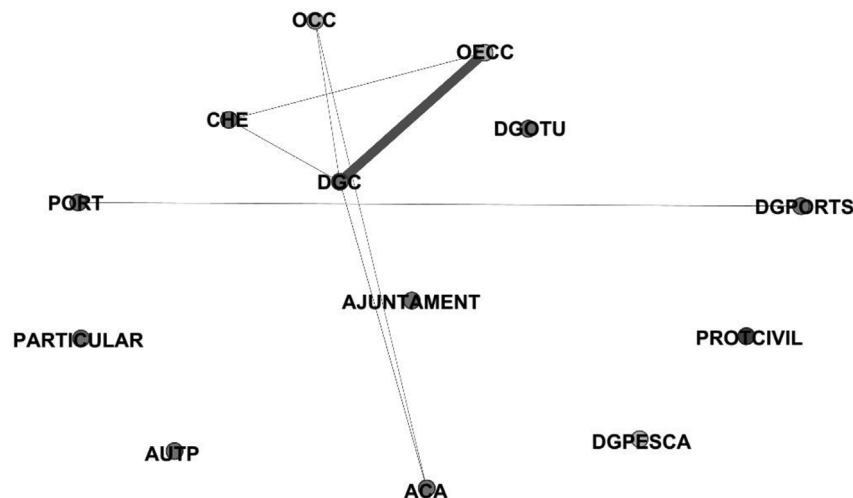 OCC
OECC
CHE
DGOTU
DGC
PORT
DGPORTS
AJUNTAMENT
PARTICULAR
PROTCIVIL
DGPESCA
AUTP
ACA